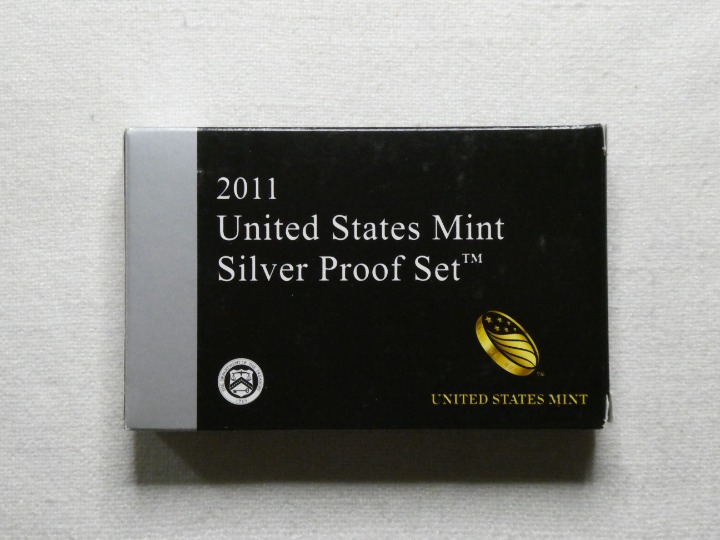 2011
United States Mint
Silver Proof Set™
UNITED STATES MINT